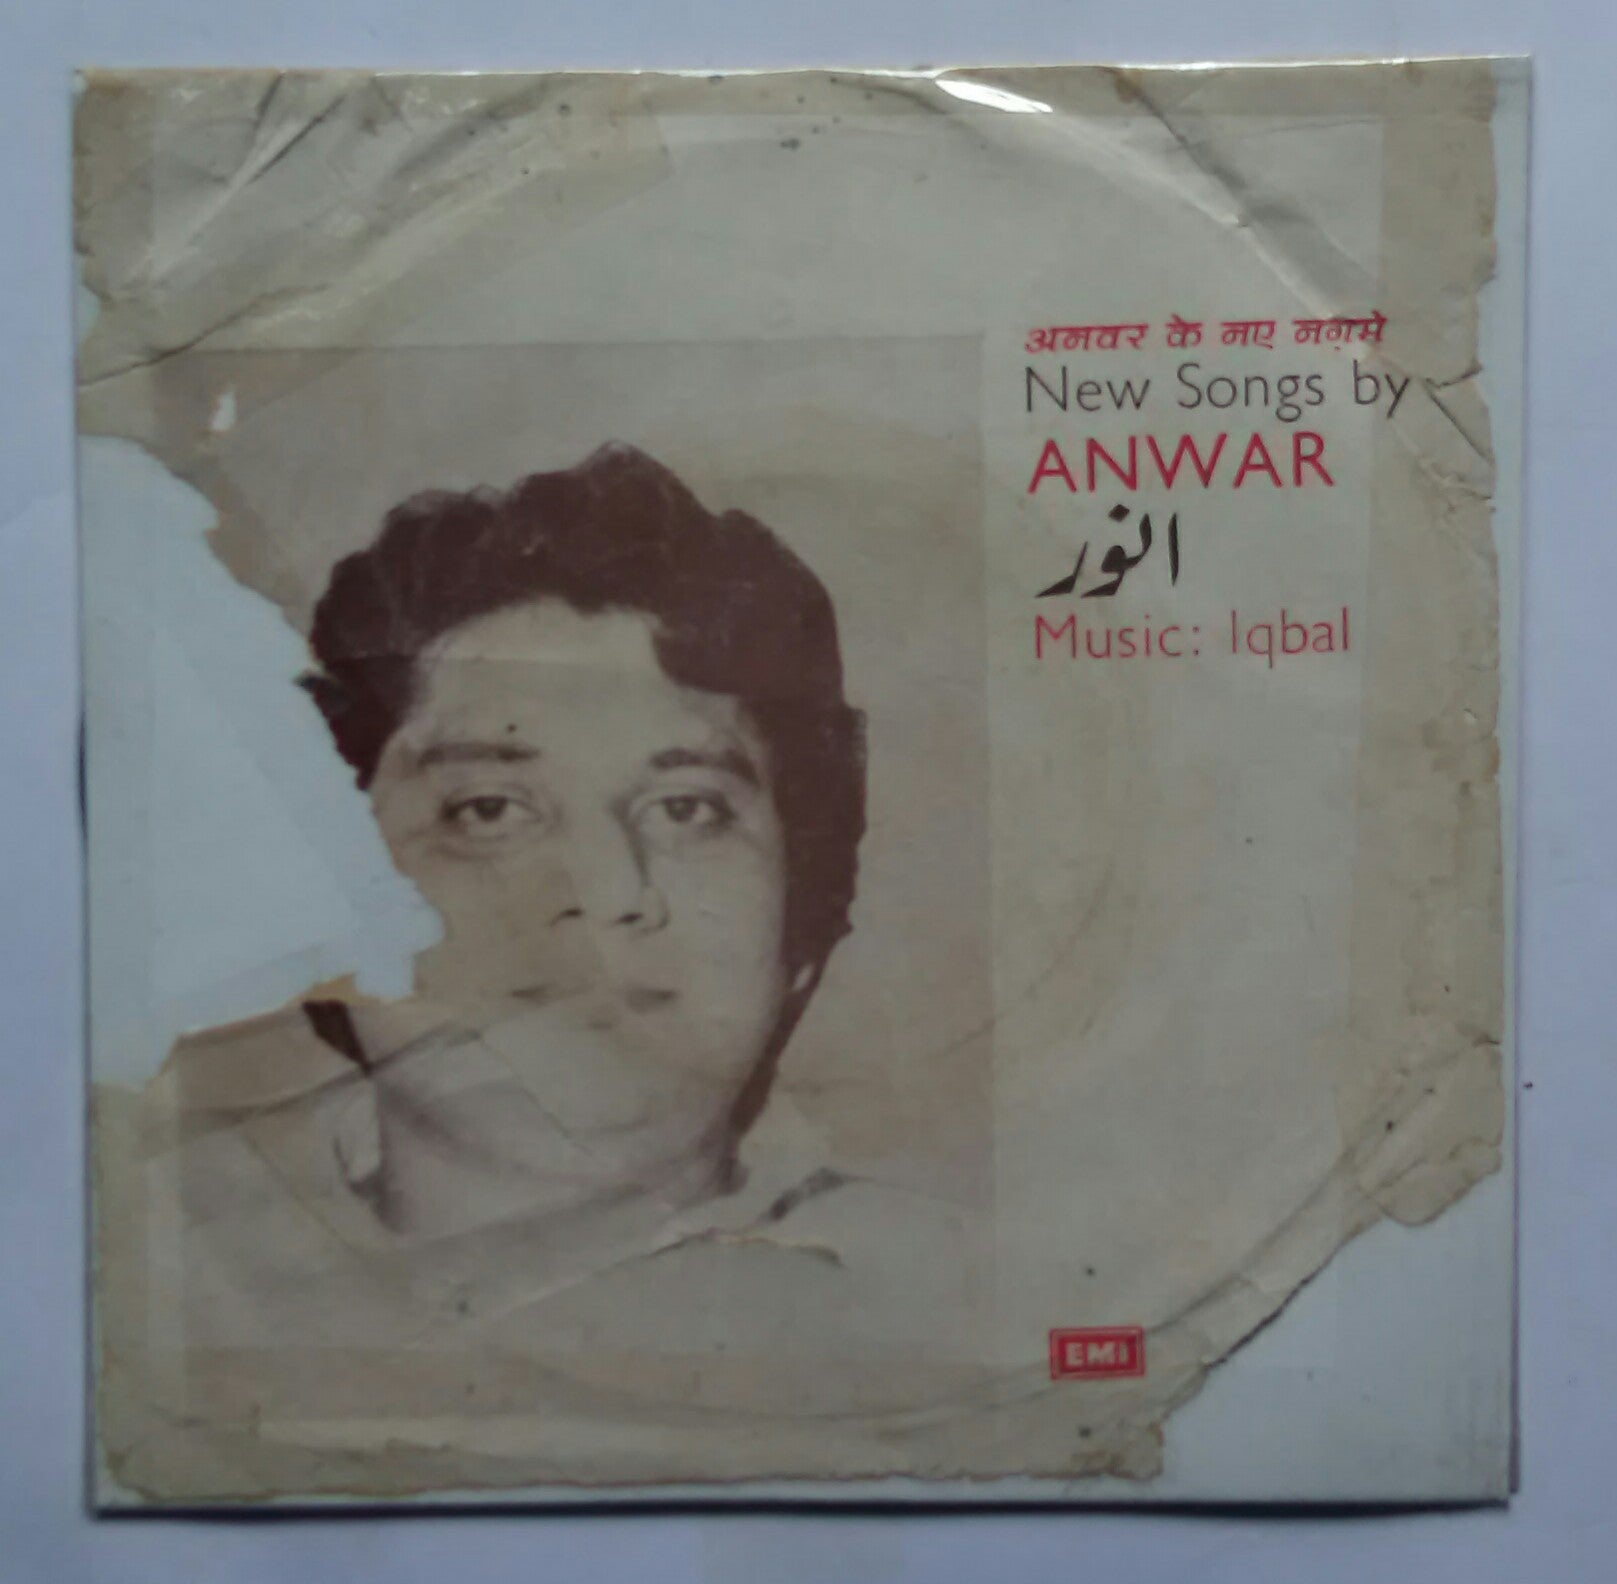 अनवर के नए नग़मे
New Songs by
ANWAR
انور
Music: Iqbal
EMI